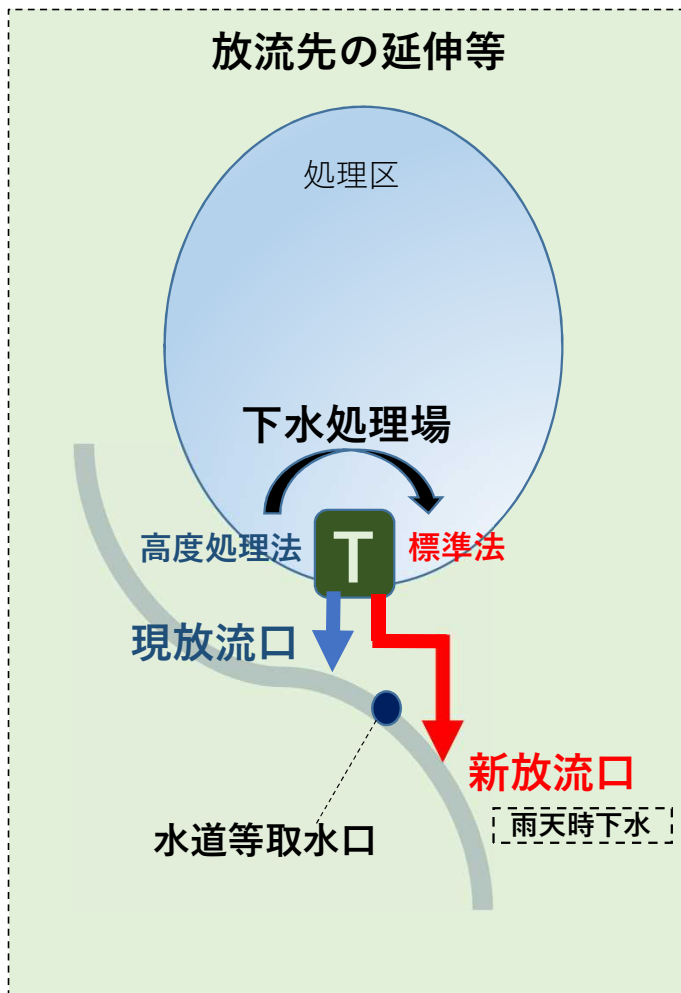 放流先の延伸等
処理区
下水処理場
高度処理法
T
標準法
現放流口
新放流口
雨天時下水
水道等取水口